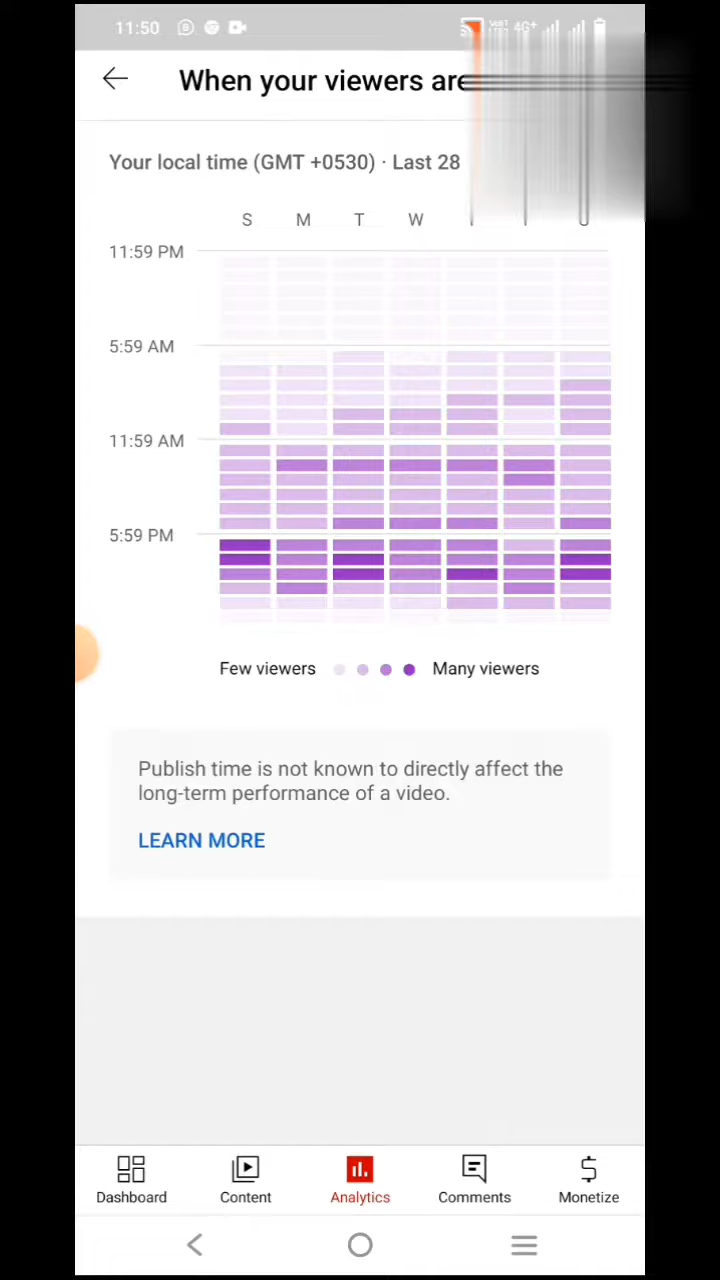 11:50 4G+
When your viewers are
Your local time (GMT +0530) · Last 28
S M T W
11:59 PM
5:59 AM
11:59 AM
5:59 PM
Few viewers Many viewers
Publish time is not known to directly affect the
long-term performance of a video.
LEARN MORE
Dashboard Content Analytics Comments Monetize